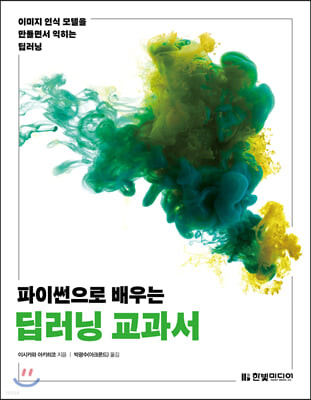 이미지 인식 모델을
만들면서 익히는
딥러닝
파이썬으로 배우는
딥러닝 교과서
이시카와 아키히코 지음 박광수(아크몬드) 옮김
한빛미디어